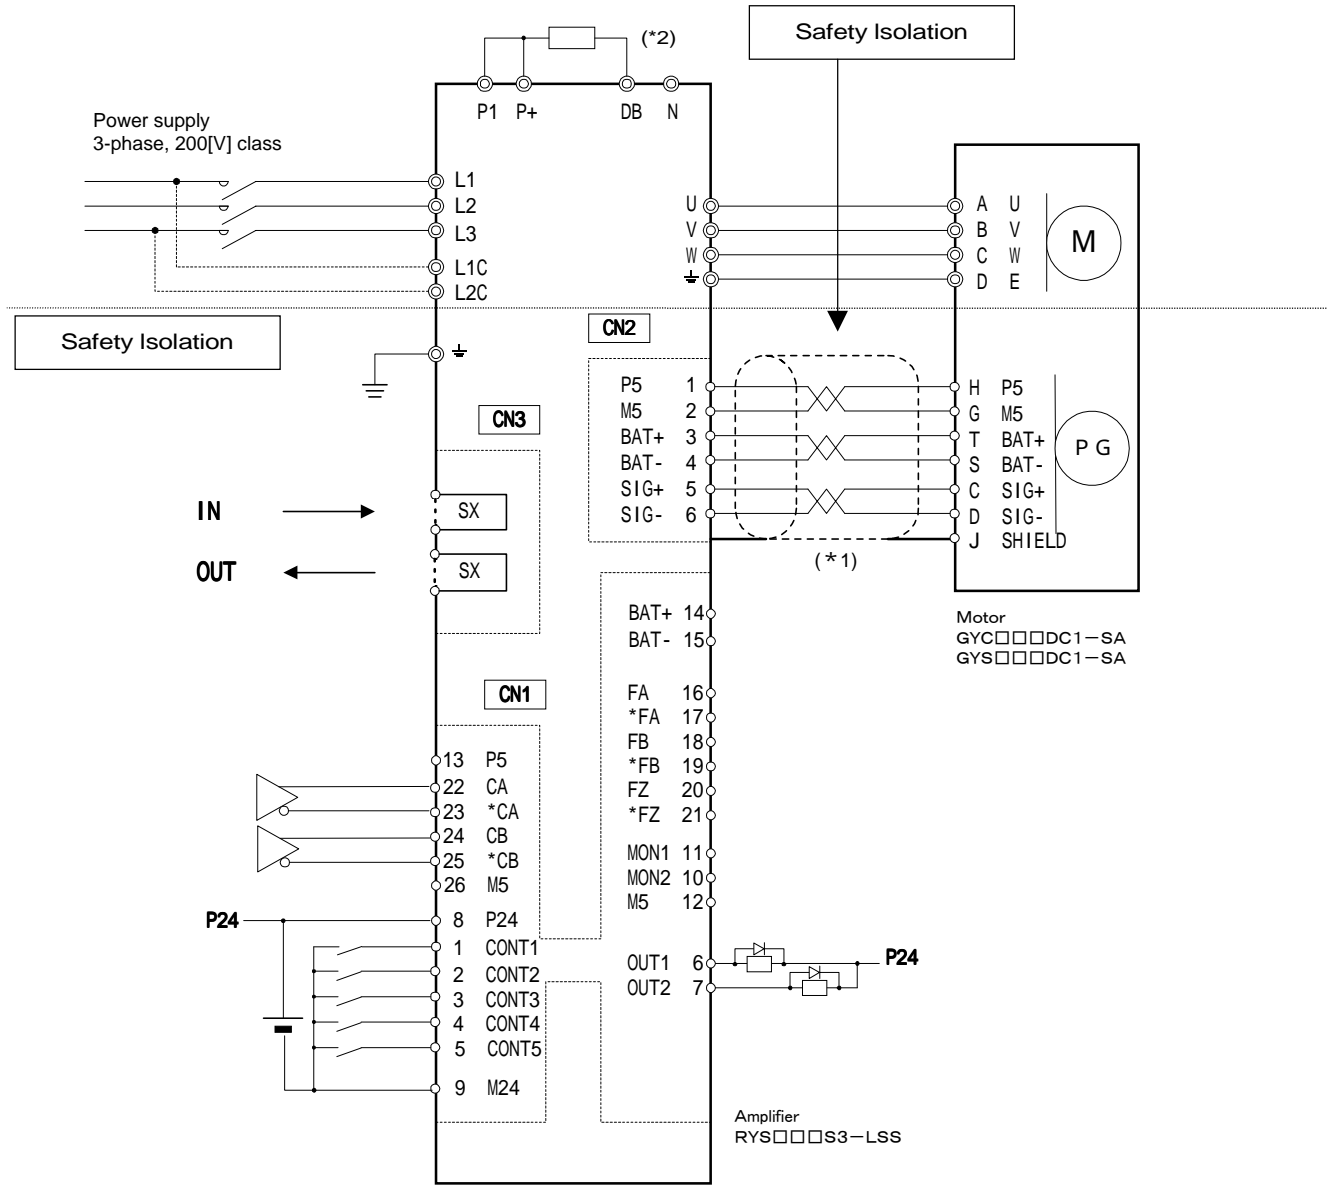 (*2)
Safety Isolation
P1 P+ DB N
Power supply
3-phase, 200[V] class
L1
L2
L3
L1C
L2C
U
V
W
A U
B V
C W
D E
M
Safety Isolation
CN2
P5 1
M5 2
BAT+ 3
BAT- 4
SIG+ 5
SIG- 6
H P5
G M5
T BAT+
S BAT-
C SIG+
D SIG-
J SHIELD
PG
(*1)
CN3
IN
SX
OUT
SX
Motor
GYC□□□DC1-SA
GYS□□□DC1-SA
BAT+ 14
BAT- 15
FA 16
*FA 17
FB 18
*FB 19
FZ 20
*FZ 21
MON1 11
MON2 10
M5 12
OUT1 6
OUT2 7
P24
CN1
13 P5
22 CA
23 *CA
24 CB
25 *CB
26 M5
P24
8 P24
1 CONT1
2 CONT2
3 CONT3
4 CONT4
5 CONT5
9 M24
Amplifier
RYS□□□S3-LSS